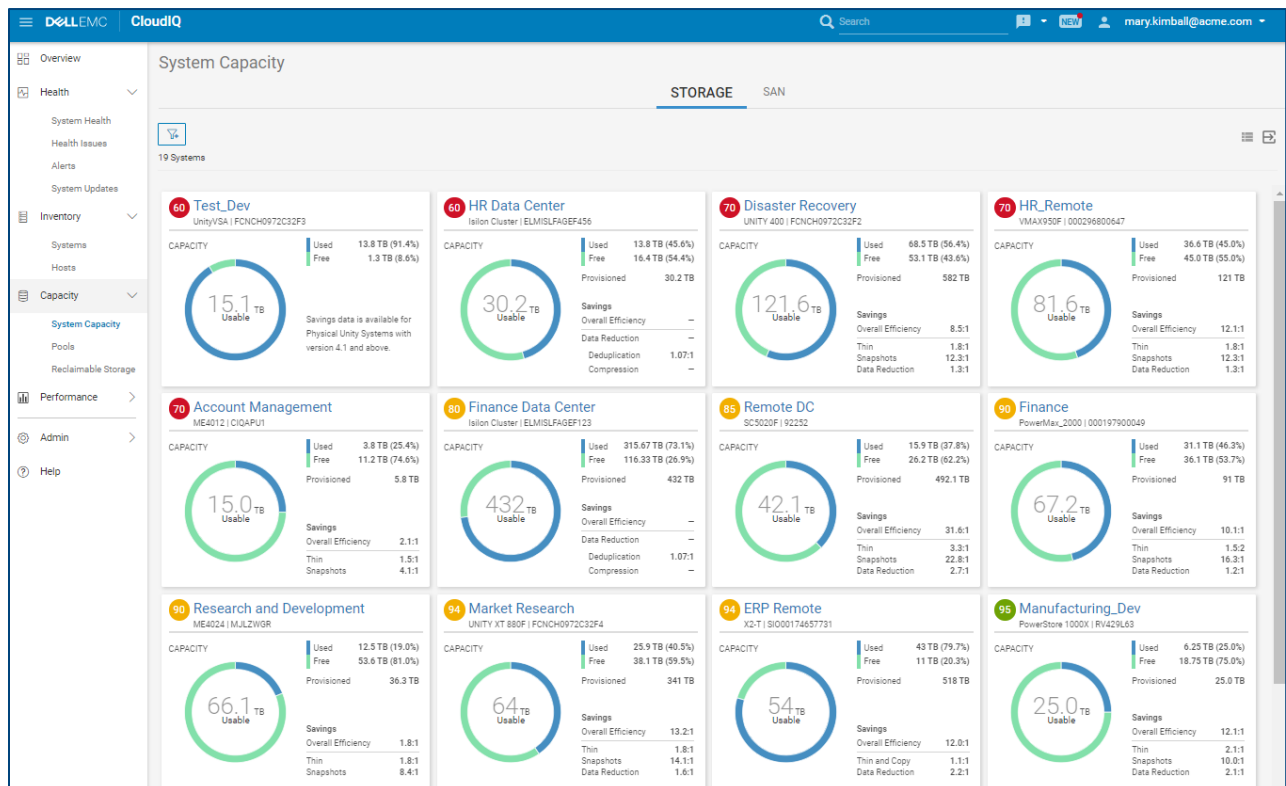 DELLEMC CloudIQ Search NEW mary.kimball@acme.com
Overview
Health
System Health
Health Issues
Alerts
System Updates
Inventory
Systems
Hosts
Capacity
System Capacity
Pools
Reclaimable Storage
Performance
Admin
Help
System Capacity
STORAGE SAN
19 Systems
60 Test_Dev
UnityVSA | FCNCH0972C32F3
CAPACITY
Used 13.8 TB (91.4%)
Free 1.3 TB (8.6%)
15.1 TB
Usable
Savings data is available for
Physical Unity Systems with
version 4.1 and above.
60 HR Data Center
Isilon Cluster | ELMISLFAGEF456
CAPACITY
Used 13.8 TB (45.6%)
Free 16.4 TB (54.4%)
Provisioned 30.2 TB
30.2 TB
Usable
Savings
Overall Efficiency –
Data Reduction –
Deduplication 1.07:1
Compression –
70 Disaster Recovery
UNITY 400 | FCNCH0972C32F2
CAPACITY
Used 68.5 TB (56.4%)
Free 53.1 TB (43.6%)
Provisioned 582 TB
121.6 TB
Usable
Savings
Overall Efficiency 8.5:1
Thin 1.8:1
Snapshots 12.3:1
Data Reduction 1.3:1
70 HR_Remote
VMAX950F | 000296800647
CAPACITY
Used 36.6 TB (45.0%)
Free 45.0 TB (55.0%)
Provisioned 121 TB
81.6 TB
Usable
Savings
Overall Efficiency 12.1:1
Thin 1.8:1
Snapshots 12.3:1
Data Reduction 1.3:1
70 Account Management
ME4012 | CIQAPU1
CAPACITY
Used 3.8 TB (25.4%)
Free 11.2 TB (74.6%)
Provisioned 5.8 TB
15.0 TB
Usable
Savings
Overall Efficiency 2.1:1
Thin 1.5:1
Snapshots 4.1:1
80 Finance Data Center
Isilon Cluster | ELMISLFAGEF123
CAPACITY
Used 315.67 TB (73.1%)
Free 116.33 TB (26.9%)
Provisioned 432 TB
432 TB
Usable
Savings
Overall Efficiency –
Data Reduction –
Deduplication 1.07:1
Compression –
85 Remote DC
SC5020F | 92252
CAPACITY
Used 15.9 TB (37.8%)
Free 26.2 TB (62.2%)
Provisioned 492.1 TB
42.1 TB
Usable
Savings
Overall Efficiency 31.6:1
Thin 3.3:1
Snapshots 22.8:1
Data Reduction 2.7:1
90 Finance
PowerMax_2000 | 000197900049
CAPACITY
Used 31.1 TB (46.3%)
Free 36.1 TB (53.7%)
Provisioned 91 TB
67.2 TB
Usable
Savings
Overall Efficiency 10.1:1
Thin 1.5:2
Snapshots 16.3:1
Data Reduction 1.2:1
90 Research and Development
ME4024 | MJLZWGR
CAPACITY
Used 12.5 TB (19.0%)
Free 53.6 TB (81.0%)
Provisioned 36.3 TB
66.1 TB
Usable
Savings
Overall Efficiency 1.8:1
Thin 1.8:1
Snapshots 8.4:1
94 Market Research
UNITY XT 880F | FCNCH0972C32F4
CAPACITY
Used 25.9 TB (40.5%)
Free 38.1 TB (59.5%)
Provisioned 341 TB
64 TB
Usable
Savings
Overall Efficiency 13.2:1
Thin 1.8:1
Snapshots 14.1:1
Data Reduction 1.6:1
94 ERP Remote
X2-T | SIO00174657731
CAPACITY
Used 43 TB (79.7%)
Free 11 TB (20.3%)
Provisioned 518 TB
54 TB
Usable
Savings
Overall Efficiency 12.0:1
Thin and Copy 1.1:1
Data Reduction 2.2:1
95 Manufacturing_Dev
PowerStore 1000X | RV429L63
CAPACITY
Used 6.25 TB (25.0%)
Free 18.75 TB (75.0%)
Provisioned 25.0 TB
25.0 TB
Usable
Savings
Overall Efficiency 12.1:1
Thin 2.1:1
Snapshots 10.0:1
Data Reduction 2.1:1